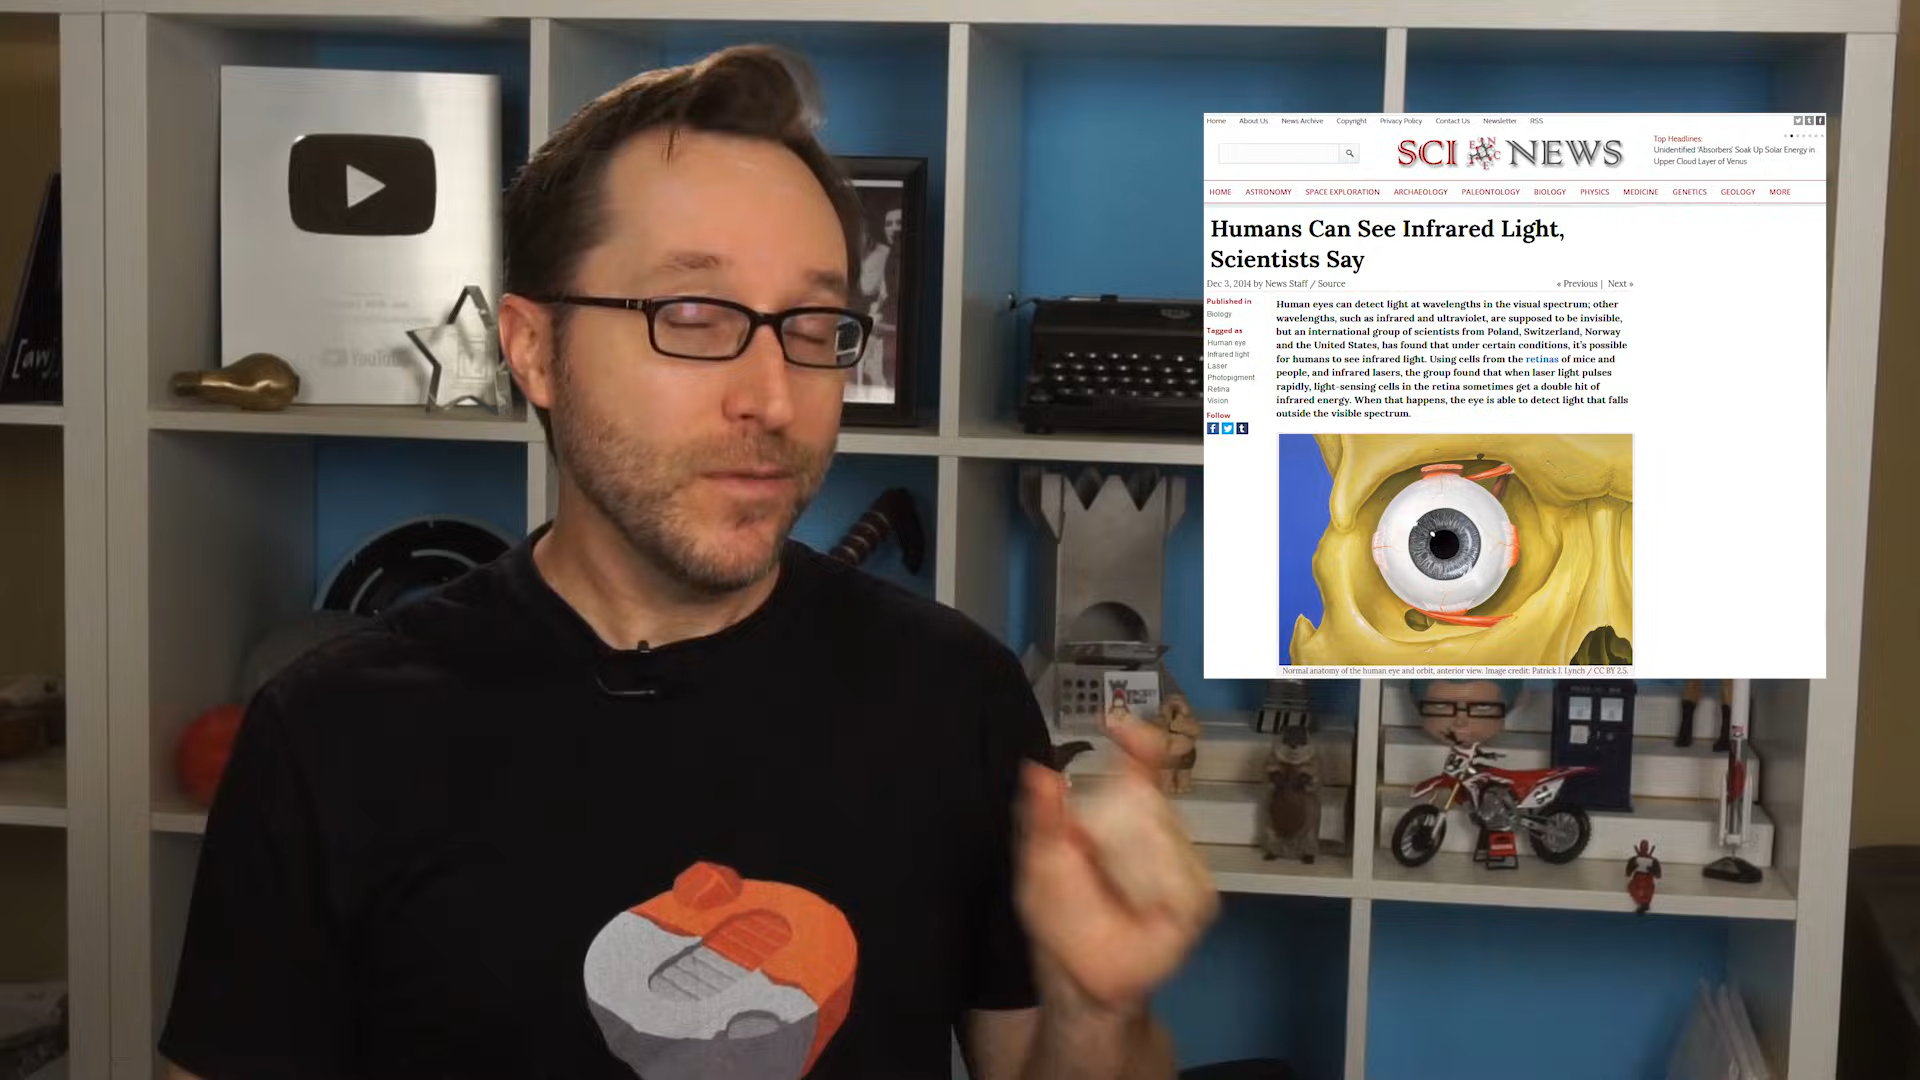 Home About Us News Archive Copyright Privacy Policy Contact Us Newsletter RSS
SCI NEWS
Top Headlines:
Unidentified 'Absorbers' Soak Up Solar Energy in
Upper Cloud Layer of Venus
HOME ASTRONOMY SPACE EXPLORATION ARCHAEOLOGY PALEONTOLOGY BIOLOGY PHYSICS MEDICINE GENETICS GEOLOGY MORE
Humans Can See Infrared Light,
Scientists Say
Dec 3, 2014 by News Staff / Source
« Previous | Next »
Published in
Biology
Tagged as
Human eye
Infrared light
Laser
Photopigment
Retina
Vision
Follow
Human eyes can detect light at wavelengths in the visual spectrum; other
wavelengths, such as infrared and ultraviolet, are supposed to be invisible,
but an international group of scientists from Poland, Switzerland, Norway
and the United States, has found that under certain conditions, it's possible
for humans to see infrared light. Using cells from the retinas of mice and
people, and infrared lasers, the group found that when laser light pulses
rapidly, light-sensing cells in the retina sometimes get a double hit of
infrared energy. When that happens, the eye is able to detect light that falls
outside the visible spectrum.
Normal anatomy of the human eye and orbit, anterior view. Image credit: Patrick J. Lynch / CC BY 2.5.
YouTube